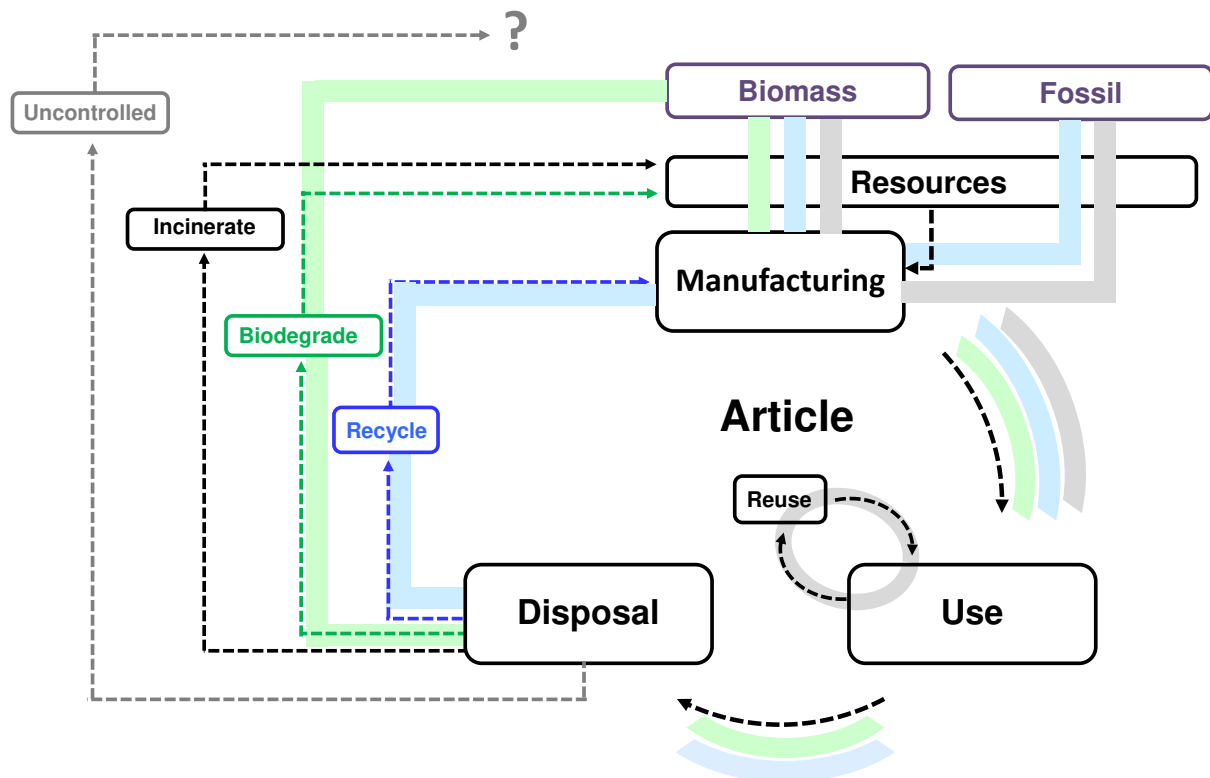 ?
Biomass
Fossil
Uncontrolled
Resources
Incinerate
Manufacturing
Biodegrade
Article
Recycle
Reuse
Disposal
Use